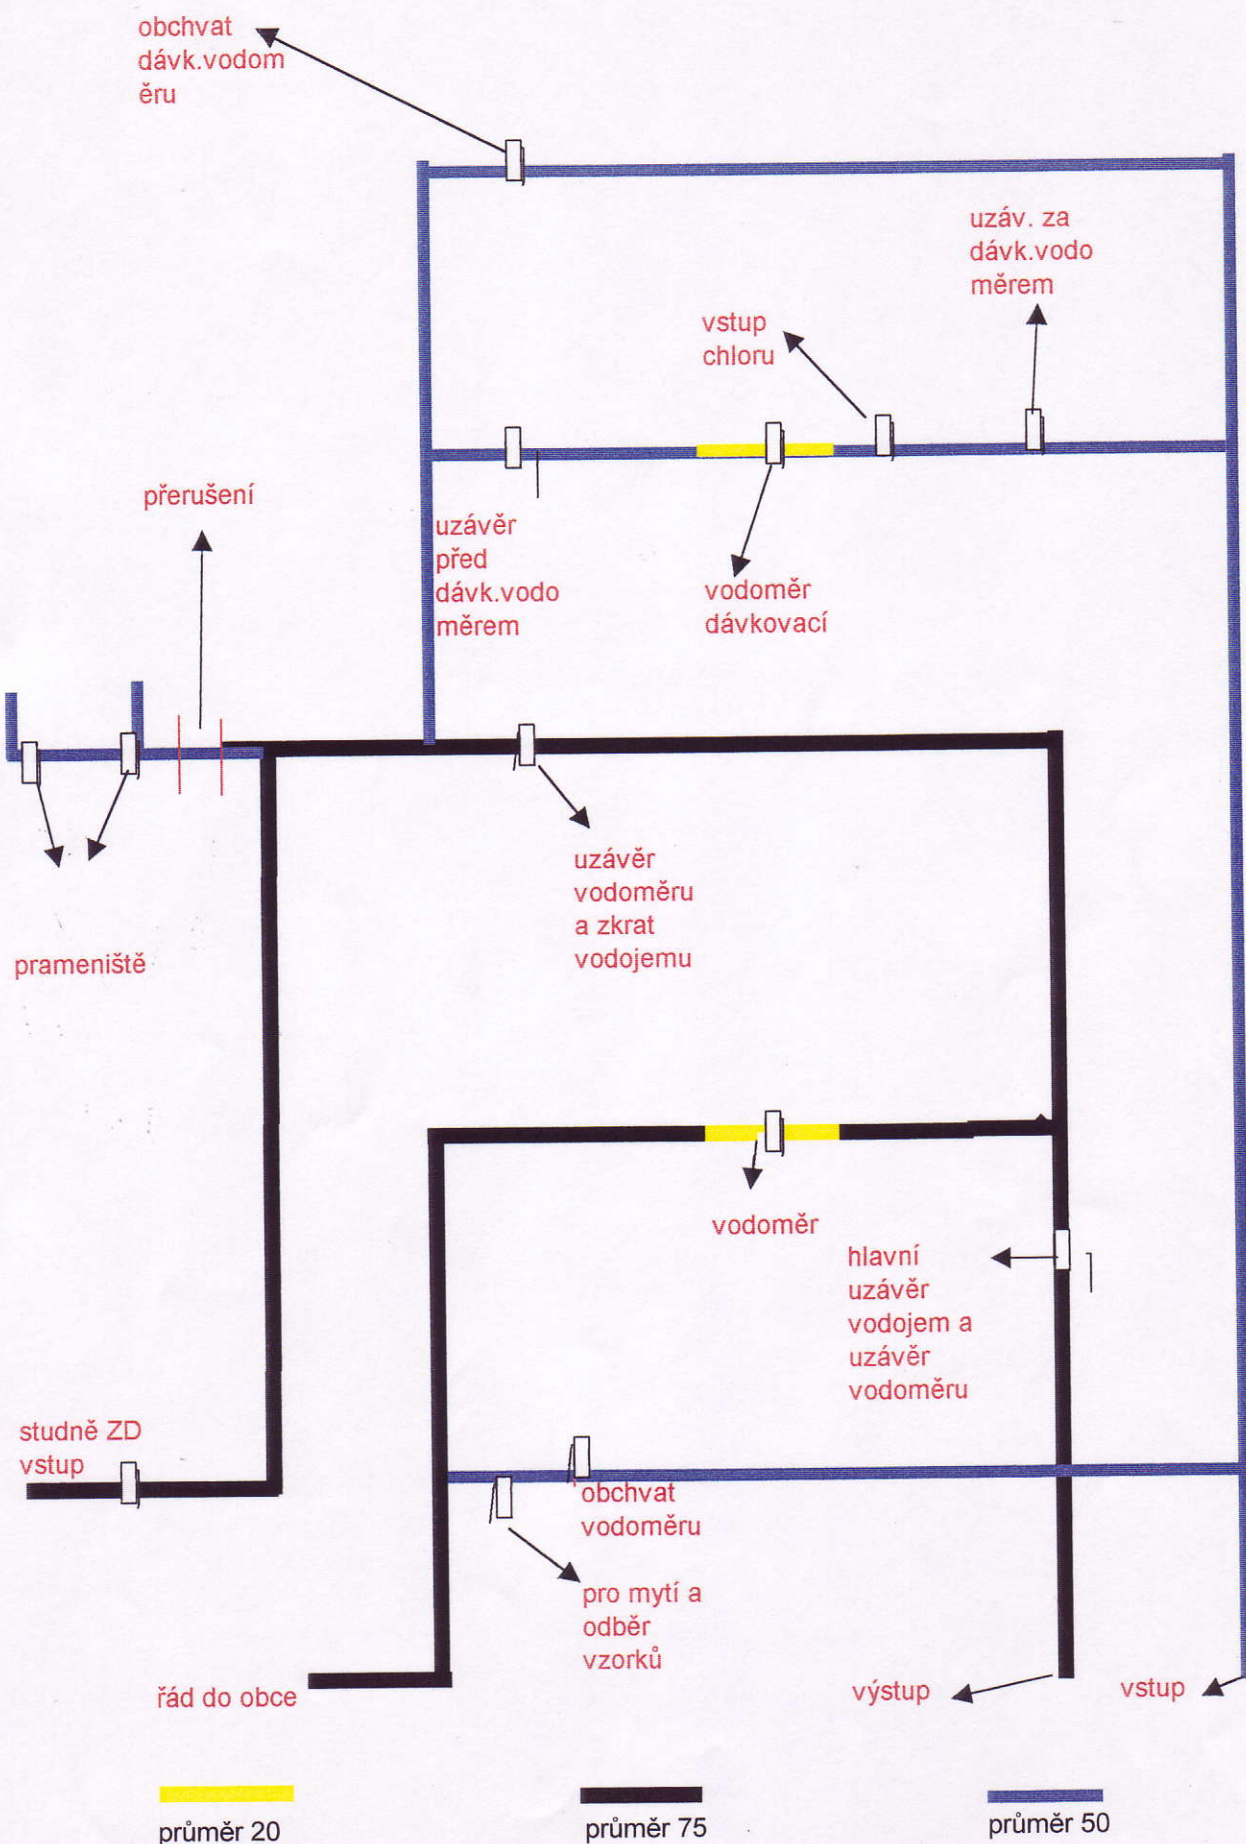 obchvat
dávk.vodom
ěru
uzáv. za
dávk.vodo
měrem
vstup
chloru
přerušení
uzávěr
před
dávk.vodo
měrem
vodoměr
dávkovací
uzávěr
vodoměru
a zkrat
vodojemu
prameniště
vodoměr
hlavní
uzávěr
vodojem a
uzávěr
vodoměru
studně ZD
vstup
obchvat
vodoměru
pro mytí a
odběr
vzorků
řád do obce
výstup
vstup
průměr 20
průměr 75
průměr 50